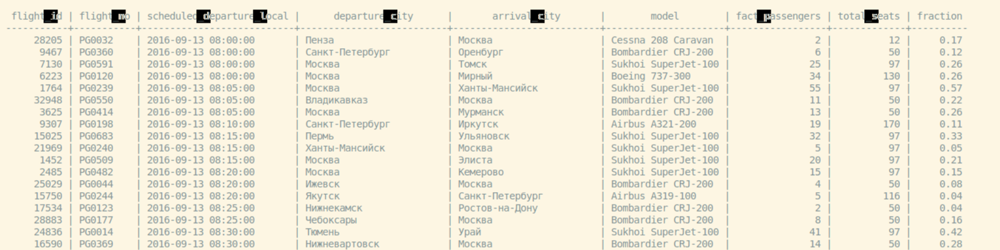 flight_id | flight_no | scheduled_departure_local | departure_city | arrival_city | model | fact_passengers | total_seats | fraction
28205 | PG0032 | 2016-09-13 08:00:00 | Пенза | Москва | Cessna 208 Caravan | 2 | 12 | 0.17
9467 | PG0360 | 2016-09-13 08:00:00 | Санкт-Петербург | Оренбург | Bombardier CRJ-200 | 6 | 50 | 0.12
7130 | PG0591 | 2016-09-13 08:00:00 | Москва | Томск | Sukhoi SuperJet-100 | 25 | 97 | 0.26
6223 | PG0120 | 2016-09-13 08:00:00 | Москва | Мирный | Boeing 737-300 | 34 | 130 | 0.26
1764 | PG0239 | 2016-09-13 08:05:00 | Москва | Ханты-Мансийск | Sukhoi SuperJet-100 | 55 | 97 | 0.57
32948 | PG0550 | 2016-09-13 08:05:00 | Владикавказ | Москва | Bombardier CRJ-200 | 11 | 50 | 0.22
3625 | PG0414 | 2016-09-13 08:05:00 | Москва | Мурманск | Bombardier CRJ-200 | 13 | 50 | 0.26
9307 | PG0198 | 2016-09-13 08:10:00 | Санкт-Петербург | Иркутск | Airbus A321-200 | 19 | 170 | 0.11
15025 | PG0683 | 2016-09-13 08:15:00 | Пермь | Ульяновск | Sukhoi SuperJet-100 | 32 | 97 | 0.33
21969 | PG0240 | 2016-09-13 08:15:00 | Ханты-Мансийск | Москва | Sukhoi SuperJet-100 | 5 | 97 | 0.05
1452 | PG0509 | 2016-09-13 08:15:00 | Москва | Элиста | Sukhoi SuperJet-100 | 20 | 97 | 0.21
2485 | PG0482 | 2016-09-13 08:20:00 | Москва | Кемерово | Sukhoi SuperJet-100 | 15 | 97 | 0.15
25029 | PG0044 | 2016-09-13 08:20:00 | Ижевск | Москва | Bombardier CRJ-200 | 4 | 50 | 0.08
15750 | PG0244 | 2016-09-13 08:20:00 | Якутск | Санкт-Петербург | Airbus A319-100 | 5 | 116 | 0.04
17534 | PG0123 | 2016-09-13 08:25:00 | Нижнекамск | Ростов-на-Дону | Bombardier CRJ-200 | 2 | 50 | 0.04
28883 | PG0177 | 2016-09-13 08:25:00 | Чебоксары | Москва | Bombardier CRJ-200 | 8 | 50 | 0.16
24836 | PG0014 | 2016-09-13 08:30:00 | Тюмень | Урай | Sukhoi SuperJet-100 | 41 | 97 | 0.42
16590 | PG0369 | 2016-09-13 08:30:00 | Нижневартовск | Москва | Bombardier CRJ-200 | 14 | 50 | 0.28